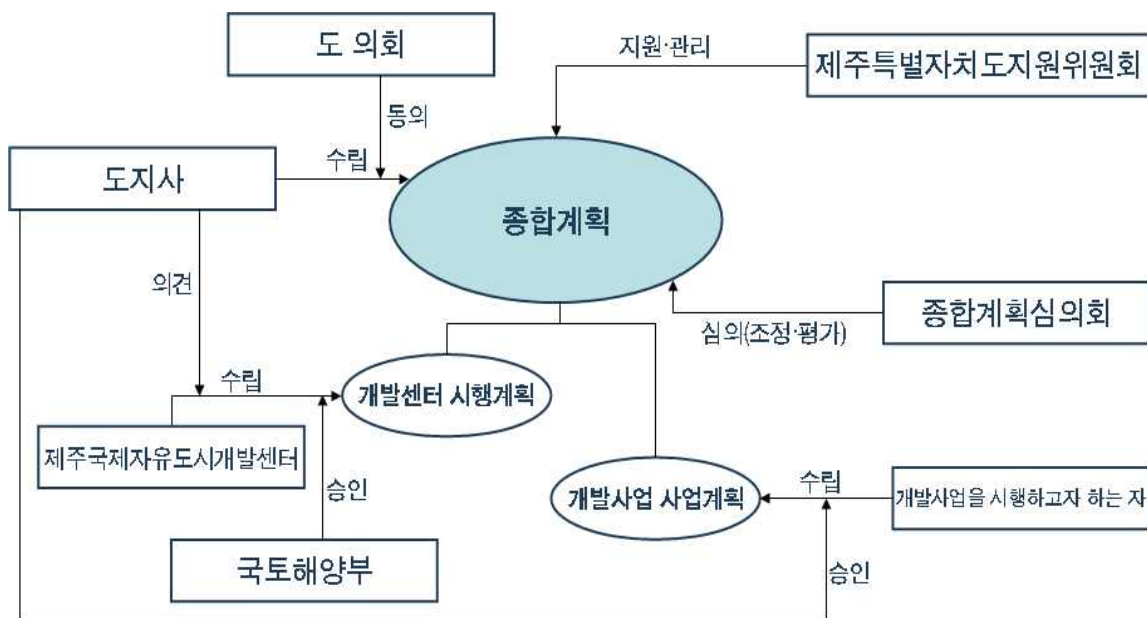 도 의회
지원·관리
제주특별자치도지원위원회
동의
도지사
수립
종합계획
의견
심의(조정·평가)
종합계획심의회
수립
개발센터 시행계획
제주국제자유도시개발센터
승인
개발사업 사업계획
수립
개발사업을 시행하고자 하는 자
국토해양부
승인